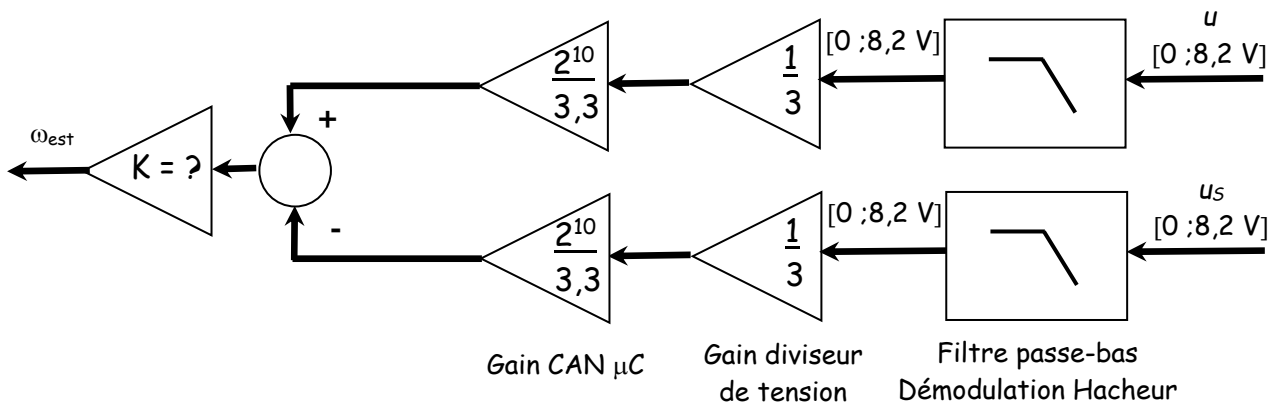 u
[0 ;8,2 V]
[0 ;8,2 V]
1
3
2¹⁰
3,3
+
ω_est
K = ?
-
u_S
[0 ;8,2 V]
[0 ;8,2 V]
1
3
2¹⁰
3,3
Gain CAN µC
Gain diviseur
de tension
Filtre passe-bas
Démodulation Hacheur